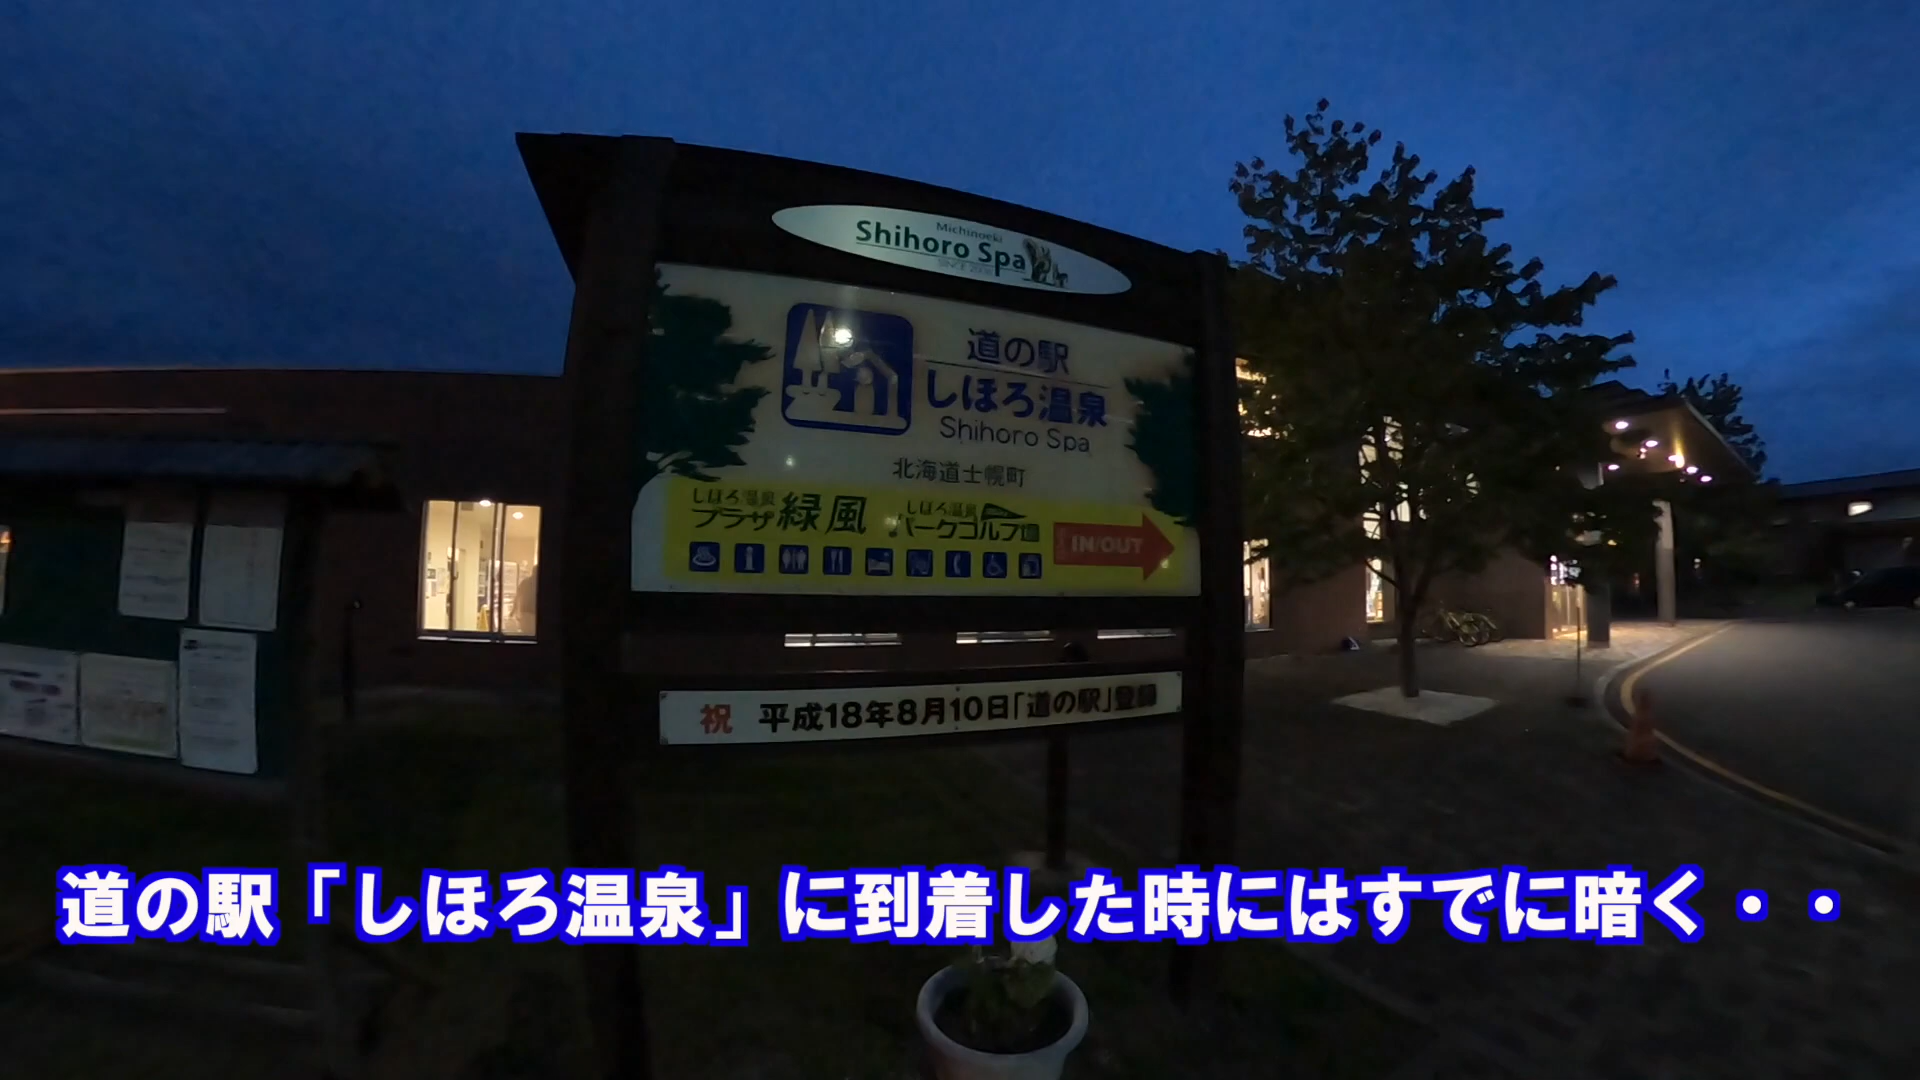 Michinoeki
Shihoro Spa
SINCE 2006
道の駅
しほろ温泉
Shihoro Spa
北海道士幌町
しほろ温泉
プラザ緑風
しほろ温泉
パークゴルフ場
IN/OUT
祝 平成18年8月10日「道の駅」登録
道の駅「しほろ温泉」に到着した時にはすでに暗く・・